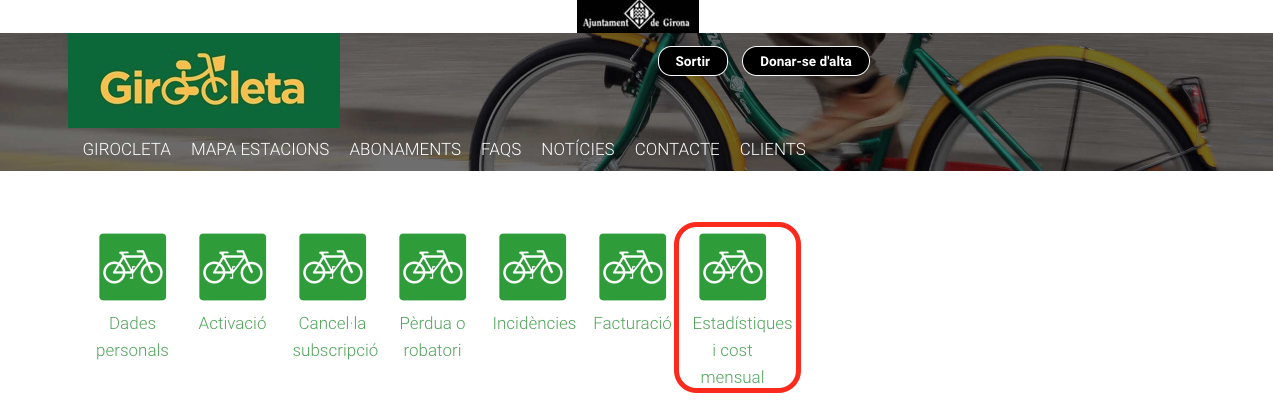 Ajuntament de Girona
Girocleta
Sortir
Donar-se d'alta
GIROCLETA MAPA ESTACIONS ABONAMENTS FAQS NOTÍCIES CONTACTE CLIENTS
Dades
personals
Activació
Cancel·la
subscripció
Pèrdua o
robatori
Incidències
Facturació
Estadístiques
i cost
mensual